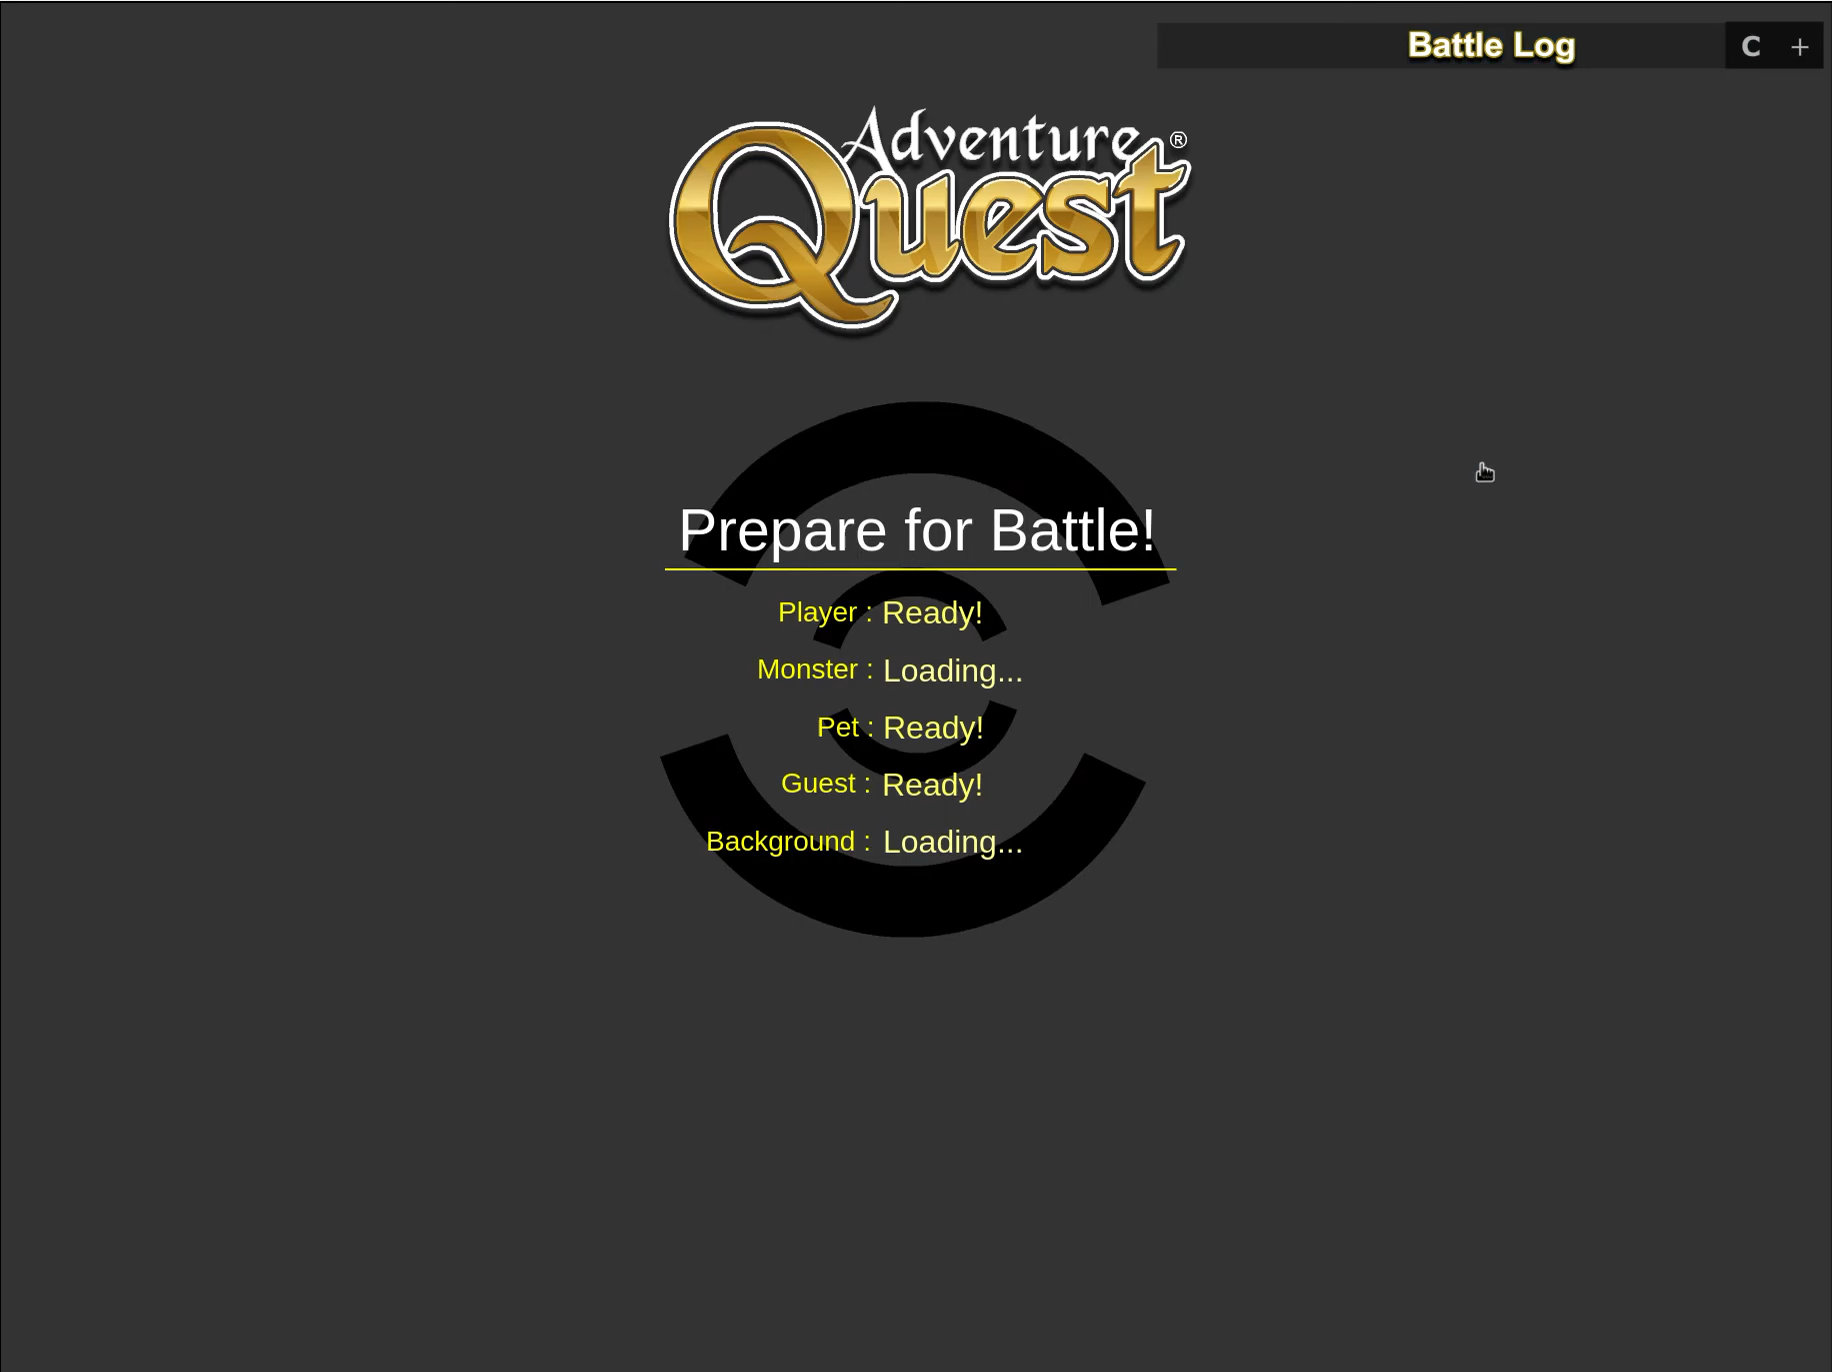 Battle Log C +
Adventure
Quest®
Prepare for Battle!
Player : Ready!
Monster : Loading...
Pet : Ready!
Guest : Ready!
Background : Loading...